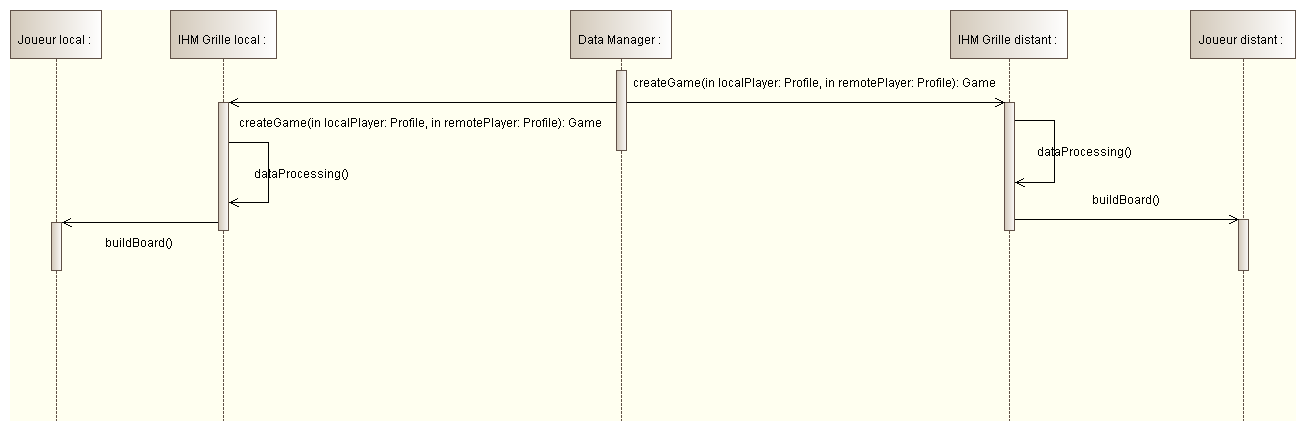 Joueur local :
IHM Grille local :
Data Manager :
IHM Grille distant :
Joueur distant :
createGame(in localPlayer: Profile, in remotePlayer: Profile): Game
createGame(in localPlayer: Profile, in remotePlayer: Profile): Game
dataProcessing()
dataProcessing()
buildBoard()
buildBoard()